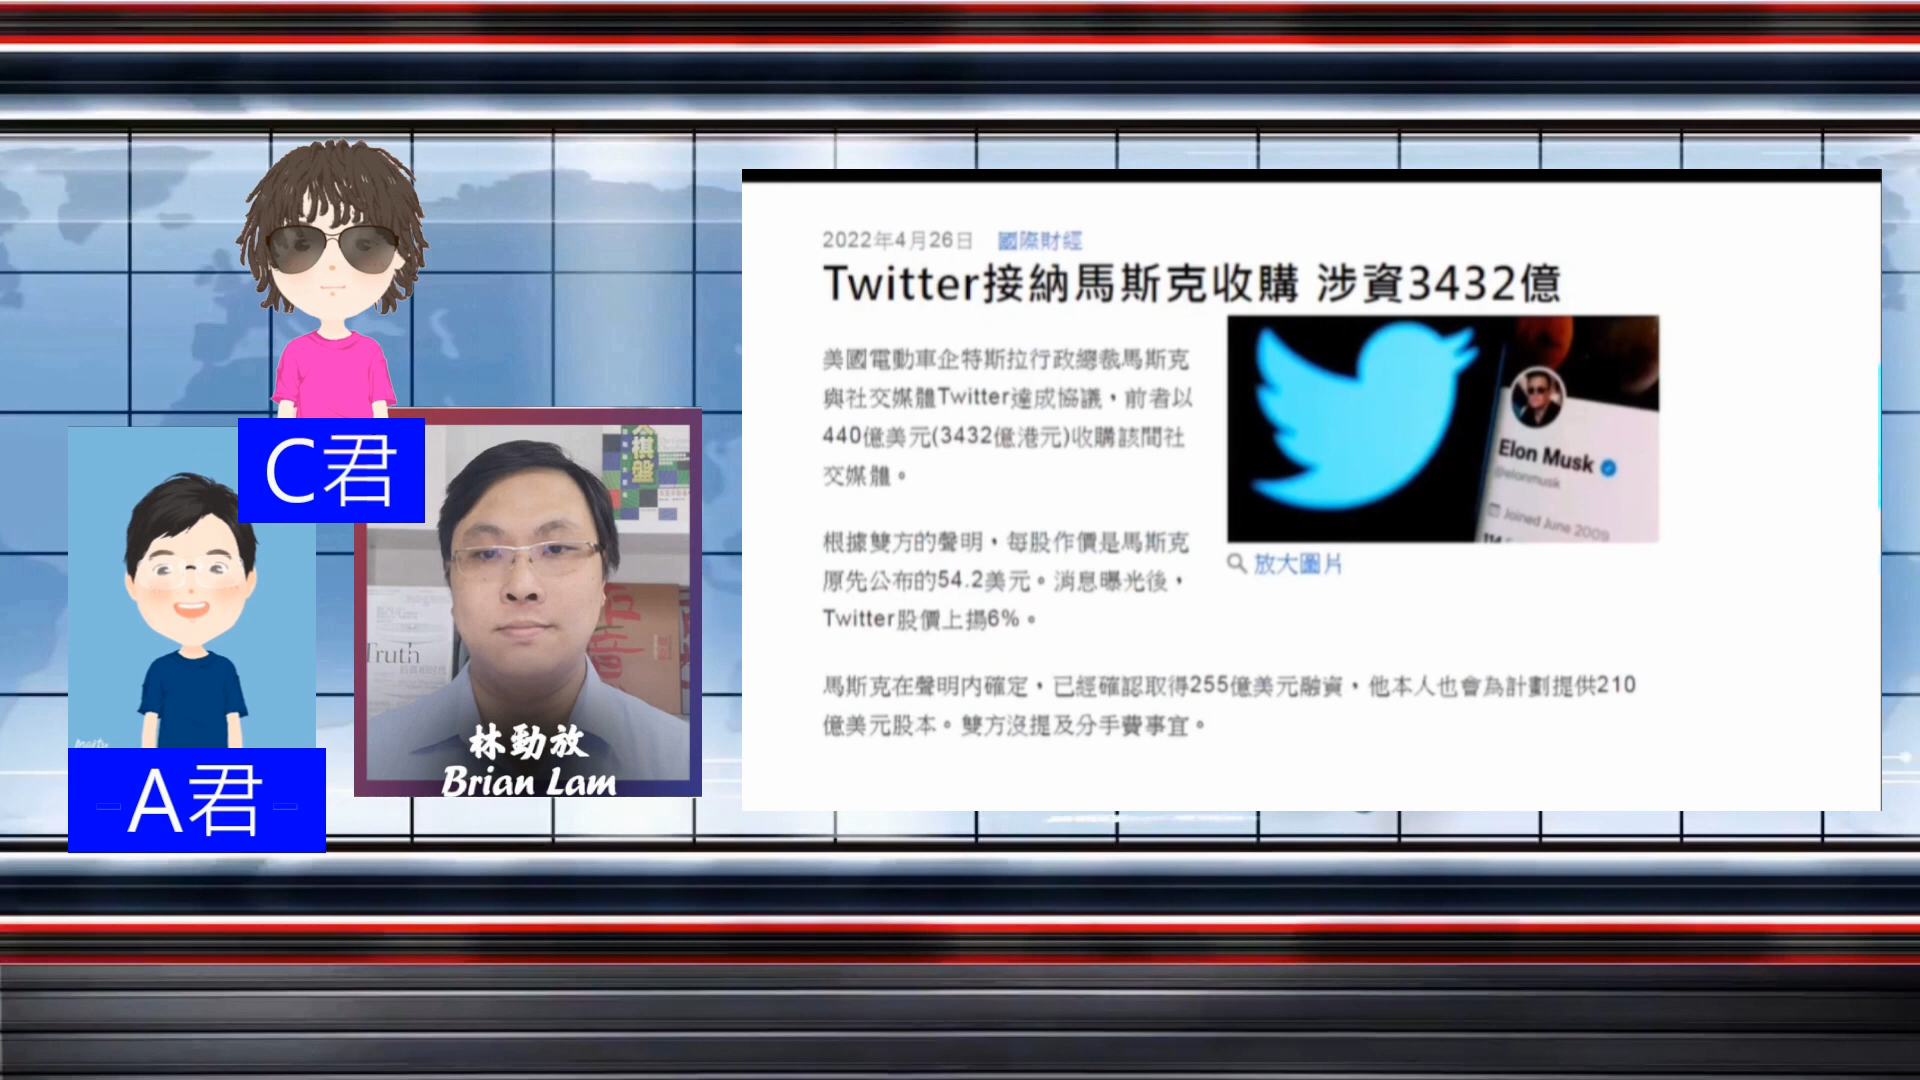 C君
A君
Truth
林勁放
Brian Lam
2022年4月26日 國際財經
Twitter接納馬斯克收購 涉資3432億
美國電動車企特斯拉行政總裁馬斯克
與社交媒體Twitter達成協議，前者以
440億美元(3432億港元)收購該間社
交媒體。
根據雙方的聲明，每股作價是馬斯克
原先公布的54.2美元。消息曝光後，
Twitter股價上揚6%。
Elon Musk
@elonmusk
Joined June 2009
放大圖片
馬斯克在聲明內確定，已經確認取得255億美元融資，他本人也會為計劃提供210
億美元股本。雙方沒提及分手費事宜。